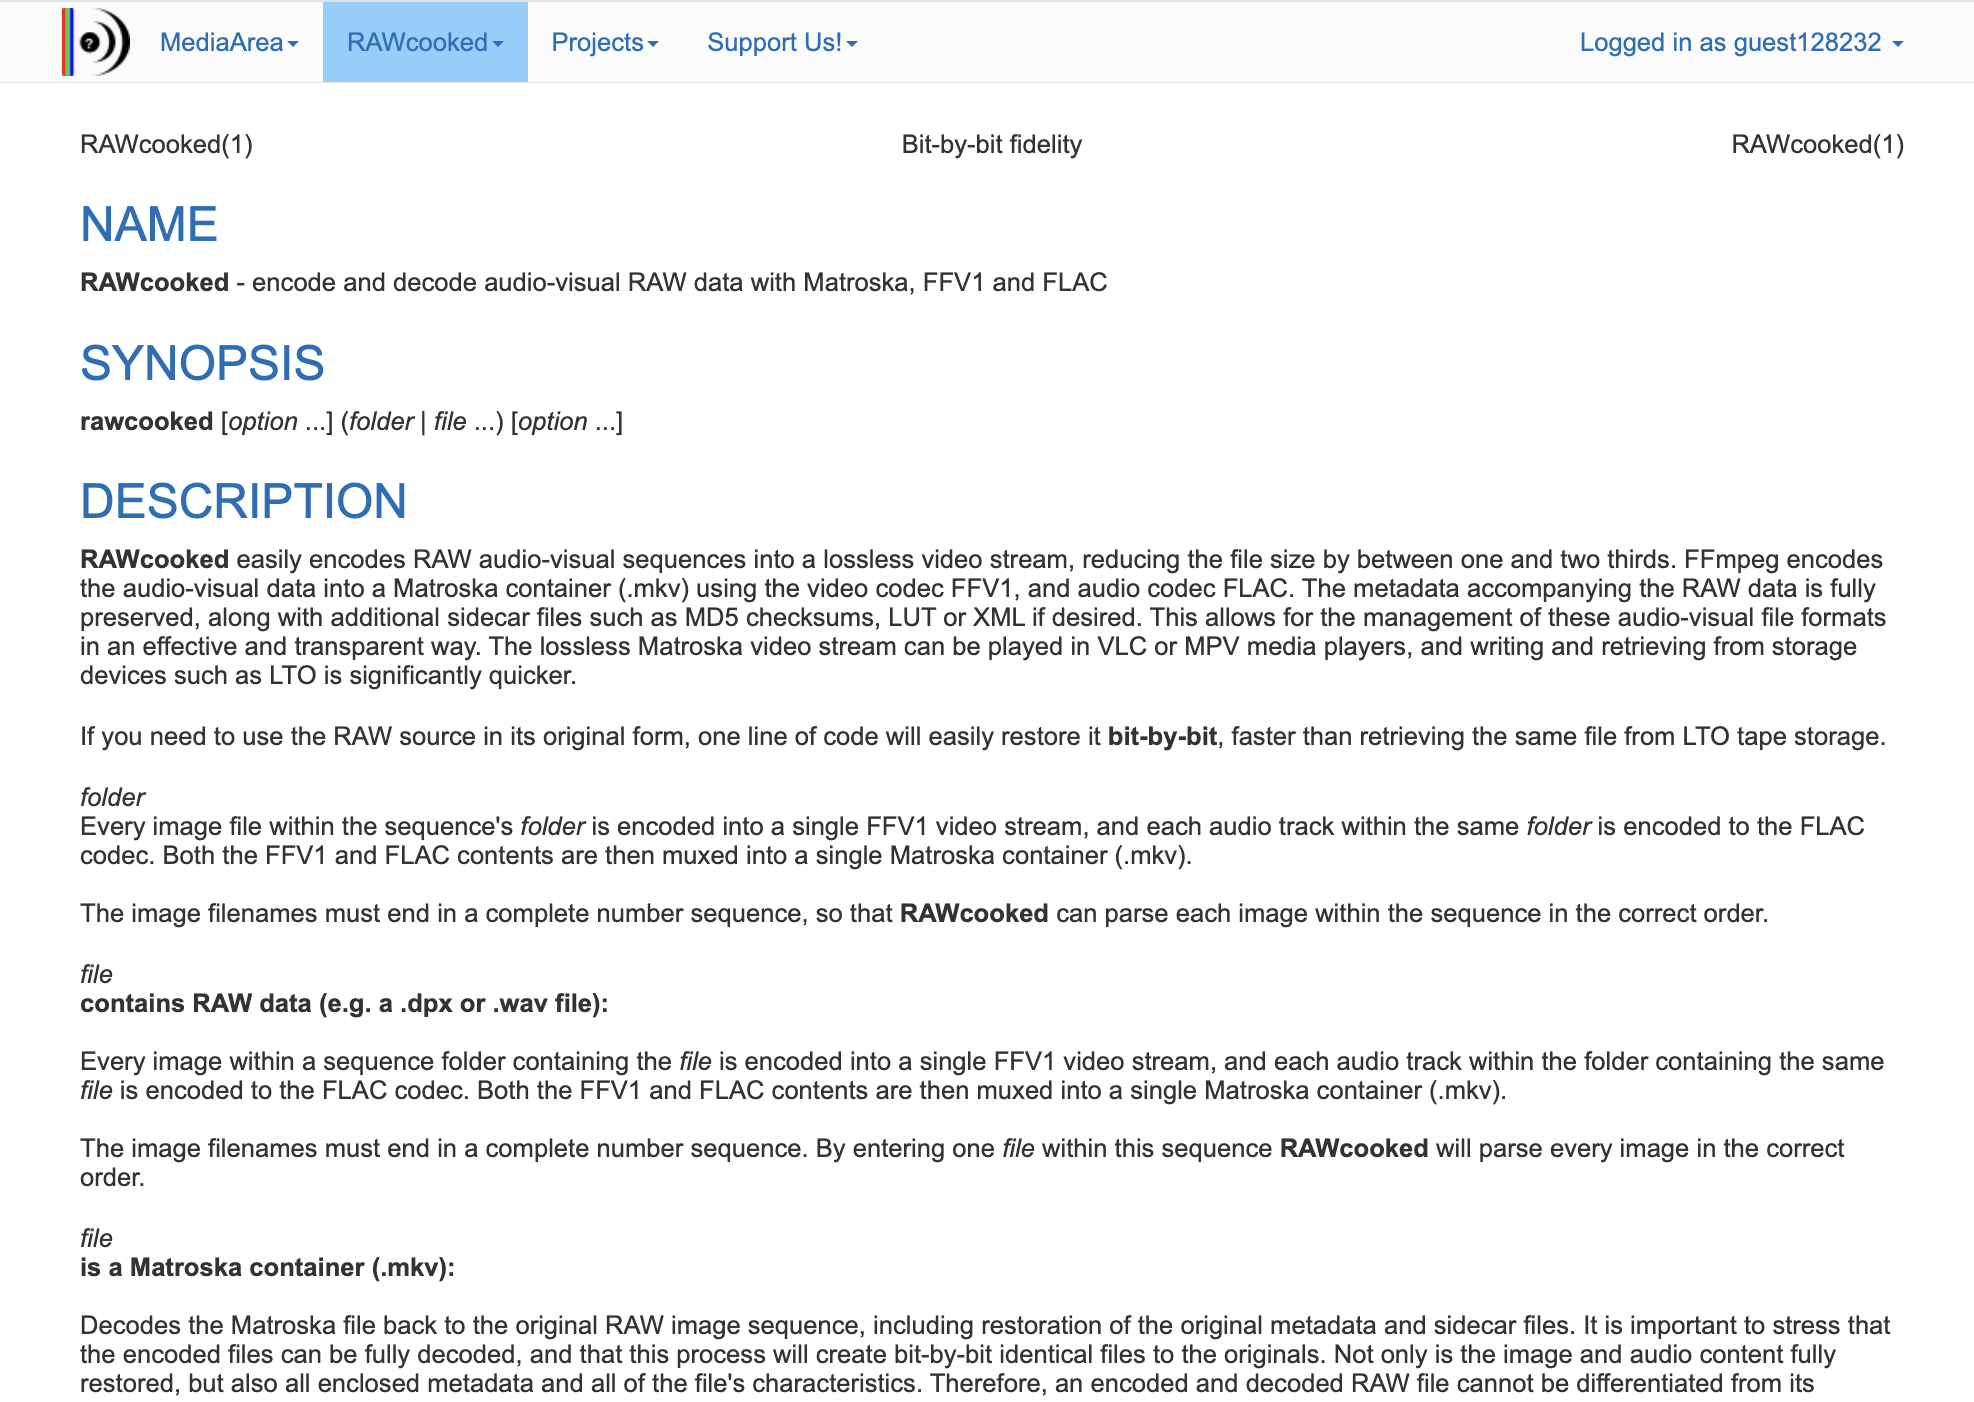 MediaArea RAWcooked Projects Support Us! Logged in as guest128232
RAWcooked(1) Bit-by-bit fidelity RAWcooked(1)
NAME
RAWcooked - encode and decode audio-visual RAW data with Matroska, FFV1 and FLAC
SYNOPSIS
rawcooked [option ...] (folder | file ...) [option ...]
DESCRIPTION
RAWcooked easily encodes RAW audio-visual sequences into a lossless video stream, reducing the file size by between one and two thirds. FFmpeg encodes
the audio-visual data into a Matroska container (.mkv) using the video codec FFV1, and audio codec FLAC. The metadata accompanying the RAW data is fully
preserved, along with additional sidecar files such as MD5 checksums, LUT or XML if desired. This allows for the management of these audio-visual file formats
in an effective and transparent way. The lossless Matroska video stream can be played in VLC or MPV media players, and writing and retrieving from storage
devices such as LTO is significantly quicker.
If you need to use the RAW source in its original form, one line of code will easily restore it bit-by-bit, faster than retrieving the same file from LTO tape storage.
folder
Every image file within the sequence's folder is encoded into a single FFV1 video stream, and each audio track within the same folder is encoded to the FLAC
codec. Both the FFV1 and FLAC contents are then muxed into a single Matroska container (.mkv).
The image filenames must end in a complete number sequence, so that RAWcooked can parse each image within the sequence in the correct order.
file
contains RAW data (e.g. a .dpx or .wav file):
Every image within a sequence folder containing the file is encoded into a single FFV1 video stream, and each audio track within the folder containing the same
file is encoded to the FLAC codec. Both the FFV1 and FLAC contents are then muxed into a single Matroska container (.mkv).
The image filenames must end in a complete number sequence. By entering one file within this sequence RAWcooked will parse every image in the correct
order.
file
is a Matroska container (.mkv):
Decodes the Matroska file back to the original RAW image sequence, including restoration of the original metadata and sidecar files. It is important to stress that
the encoded files can be fully decoded, and that this process will create bit-by-bit identical files to the originals. Not only is the image and audio content fully
restored, but also all enclosed metadata and all of the file's characteristics. Therefore, an encoded and decoded RAW file cannot be differentiated from its